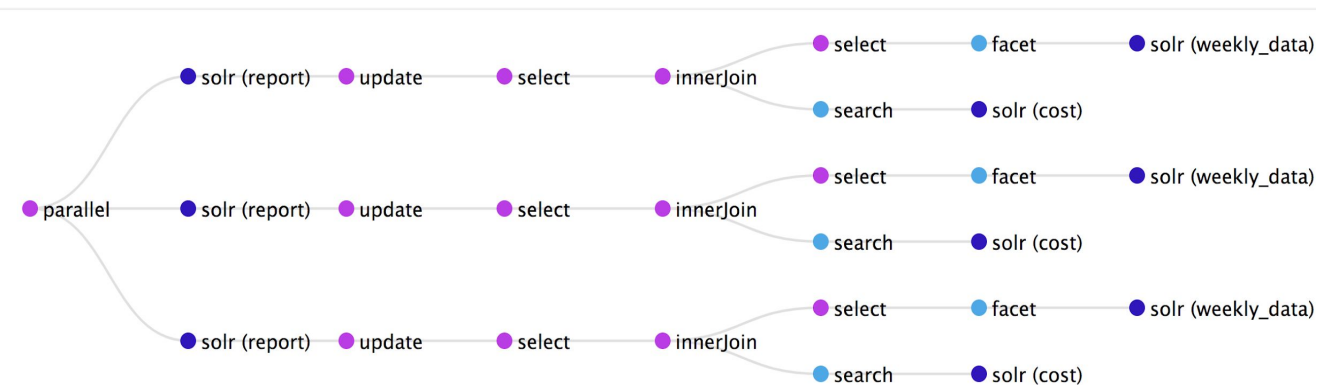 select facet solr (weekly_data)
solr (report) update select innerJoin
search solr (cost)
select facet solr (weekly_data)
parallel solr (report) update select innerJoin
search solr (cost)
select facet solr (weekly_data)
solr (report) update select innerJoin
search solr (cost)